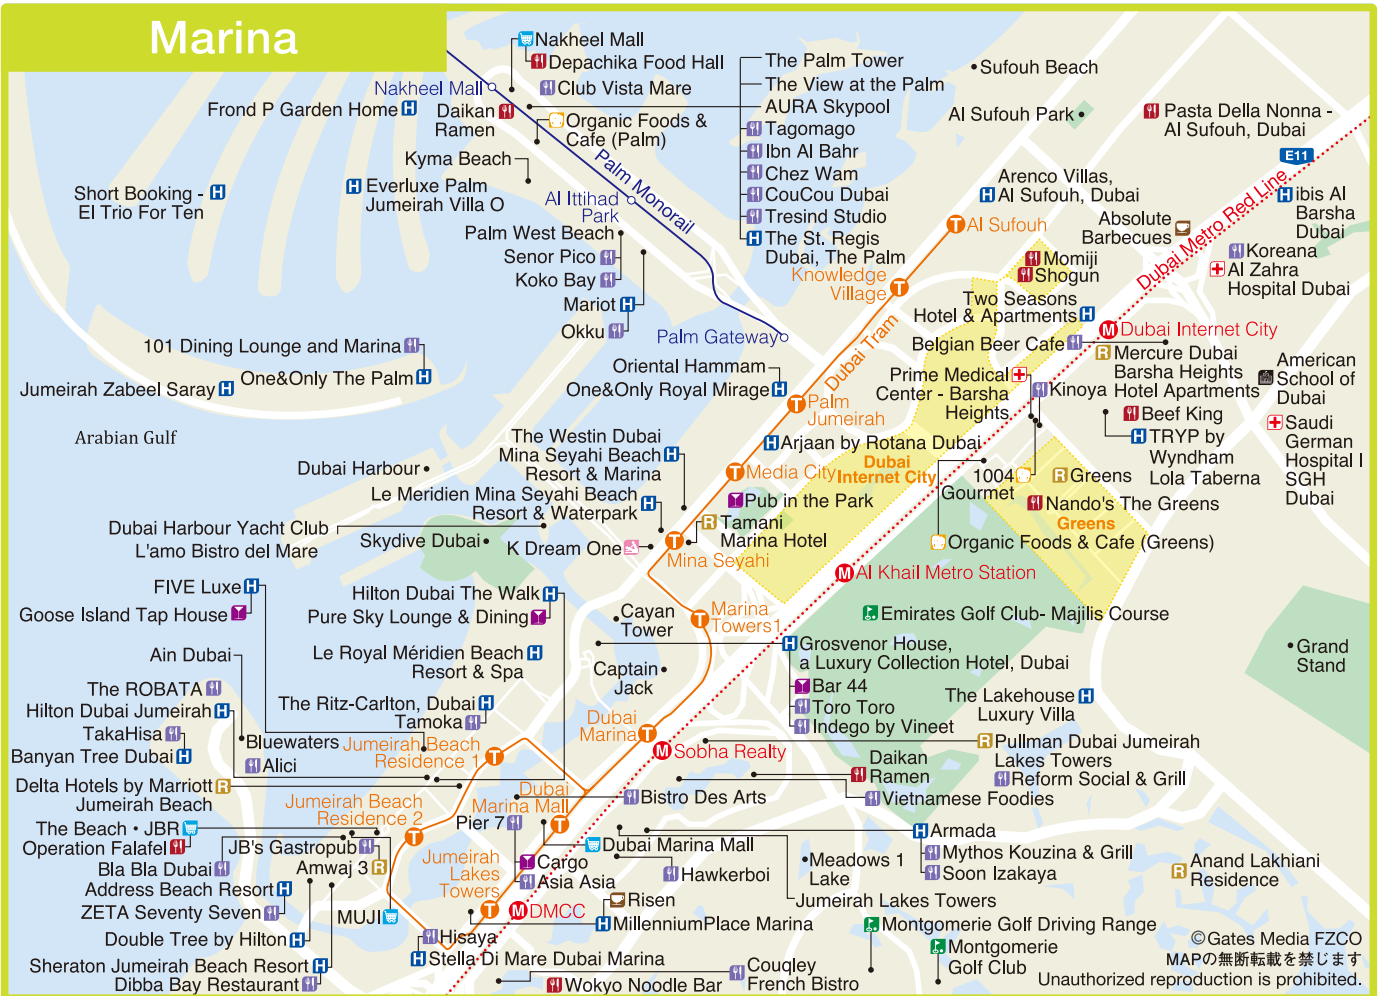 Marina
Nakheel Mall
Depachika Food Hall
Club Vista Mare
Nakheel Mall
Frond P Garden Home H
Daikan
Ramen
Organic Foods &
Cafe (Palm)
Kyma Beach
Palm Monorail
Short Booking - H
El Trio For Ten
H Everluxe Palm
Jumeirah Villa O
Al Ittihad
Park
Palm West Beach
Senor Pico
Koko Bay
Mariot H
Okku
Palm Gateway
The Palm Tower
The View at the Palm
AURA Skypool
Tagomago
Ibn Al Bahr
Chez Wam
CouCou Dubai
Tresind Studio
H The St. Regis
Dubai, The Palm
Knowledge
Village T
Sufouh Beach
Al Sufouh Park
Pasta Della Nonna -
Al Sufouh, Dubai
E11
Arenco Villas,
H Al Sufouh, Dubai
T Al Sufouh
Absolute
Barbecues
Dubai Metro Red Line
H ibis Al
Barsha
Dubai
Koreana
Al Zahra
Hospital Dubai
Momiji
Shogun
Two Seasons
Hotel & Apartments H
Belgian Beer Cafe
M Dubai Internet City
R Mercure Dubai
Barsha Heights
Hotel Apartments
American
School of
Dubai
Prime Medical
Center - Barsha
Heights
Kinoya
Beef King
H TRYP by
Wyndham
Lola Taberna
Saudi
German
Hospital I
SGH
Dubai
101 Dining Lounge and Marina
Jumeirah Zabeel Saray H
One&Only The Palm H
Arabian Gulf
Oriental Hammam
One&Only Royal Mirage H
Dubai Tram
T Palm
Jumeirah
H Arjaan by Rotana Dubai
The Westin Dubai
Mina Seyahi Beach H
Resort & Marina
T Media City
Dubai
Internet City
1004
Gourmet
R Greens
Nando's The Greens
Greens
Dubai Harbour
Le Meridien Mina Seyahi Beach
Resort & Waterpark H
Pub in the Park
R Tamani
Marina Hotel
Organic Foods & Cafe (Greens)
Dubai Harbour Yacht Club
L'amo Bistro del Mare
Skydive Dubai
K Dream One
T
Mina Seyahi
M Al Khail Metro Station
FIVE Luxe H
Goose Island Tap House
Hilton Dubai The Walk H
Pure Sky Lounge & Dining
Cayan
Tower
T Marina
Towers1
Emirates Golf Club- Majilis Course
Ain Dubai
Le Royal Méridien Beach H
Resort & Spa
Captain
Jack
H Grosvenor House,
a Luxury Collection Hotel, Dubai
Bar 44
Toro Toro
Indego by Vineet
Grand
Stand
The ROBATA
Hilton Dubai Jumeirah H
TakaHisa
Banyan Tree Dubai H
The Ritz-Carlton, Dubai H
Tamoka
The Lakehouse H
Luxury Villa
Bluewaters
Alici
Jumeirah Beach
Residence 1 T
Dubai
Marina T
M Sobha Realty
R Pullman Dubai Jumeirah
Lakes Towers
Reform Social & Grill
Daikan
Ramen
Vietnamese Foodies
Delta Hotels by Marriott R
Jumeirah Beach
Jumeirah Beach
Residence 2
T
Dubai
Marina Mall
T
Bistro Des Arts
The Beach • JBR
Operation Falafel
Bla Bla Dubai
JB's Gastropub
Amwaj 3 R
Pier 7
Dubai Marina Mall
Cargo
Asia Asia
Hawkerboi
H Armada
Mythos Kouzina & Grill
Soon Izakaya
Meadows 1
Lake
Jumeirah Lakes Towers
R Anand Lakhiani
Residence
Address Beach Resort H
ZETA Seventy Seven
MUJI
Jumeirah
Lakes
Towers
T
M DMCC
Risen
H MillenniumPlace Marina
Double Tree by Hilton H
Hisaya
H Stella Di Mare Dubai Marina
Montgomerie Golf Driving Range
Montgomerie
Golf Club
Sheraton Jumeirah Beach Resort H
Dibba Bay Restaurant
Wokyo Noodle Bar
Couqley
French Bistro
©Gates Media FZCO
MAPの無断転載を禁じます
Unauthorized reproduction is prohibited.